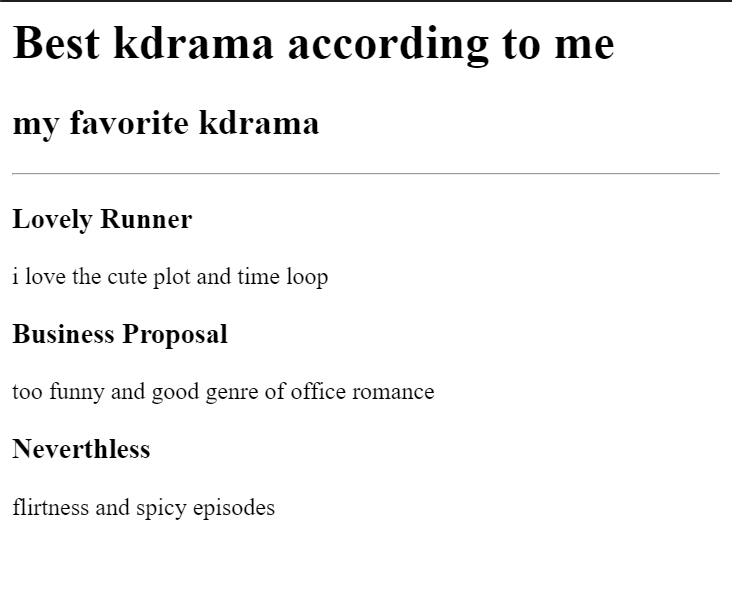 Best kdrama according to me
my favorite kdrama
Lovely Runner
i love the cute plot and time loop
Business Proposal
too funny and good genre of office romance
Neverthless
flirtness and spicy episodes